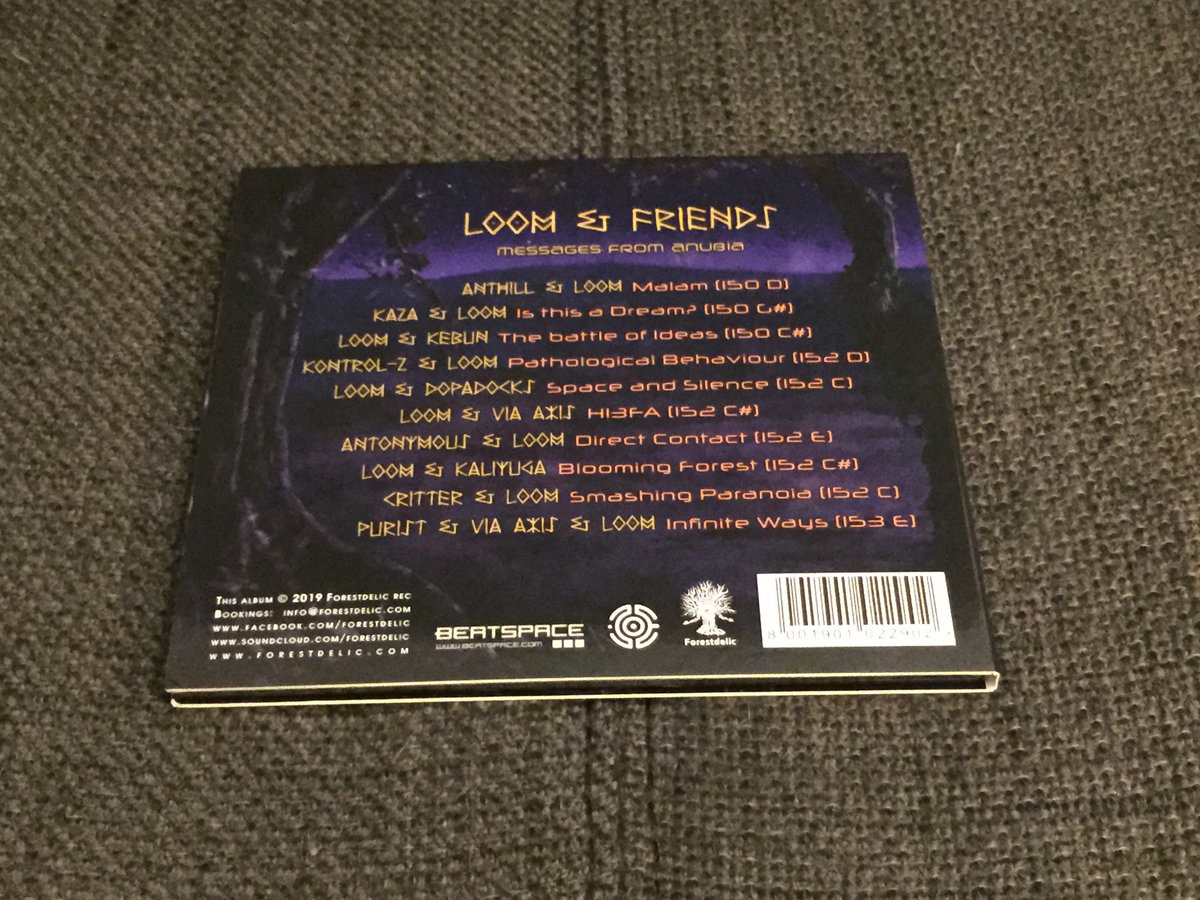 LOOM & FRIENDS
MESSAGES FROM ANUBIA
ANTHILL & LOOM Malam (150 D)
KAZA & LOOM Is this a Dream? (150 G#)
LOOM & KEBUN The battle of Ideas (150 C#)
KONTROL-Z & LOOM Pathological Behaviour (152 D)
LOOM & DOPADOCKS Space and Silence (152 C)
LOOM & VIA AXIS HI3FA (152 C#)
ANTONYMOUS & LOOM Direct Contact (152 E)
LOOM & KALIYUGA Blooming Forest (152 C#)
CRITTER & LOOM Smashing Paranoia (152 C)
PURIST & VIA AXIS & LOOM Infinite Ways (153 E)
THIS ALBUM © 2019 FORESTDELIC REC
BOOKINGS: INFO@FORESTDELIC.COM
WWW.FACEBOOK.COM/FORESTDELIC
WWW.SOUNDCLOUD.COM/FORESTDELIC
WWW.FORESTDELIC.COM
BEATSPACE
WWW.BEATSPACE.COM
Forestdelic
8 001901 022902